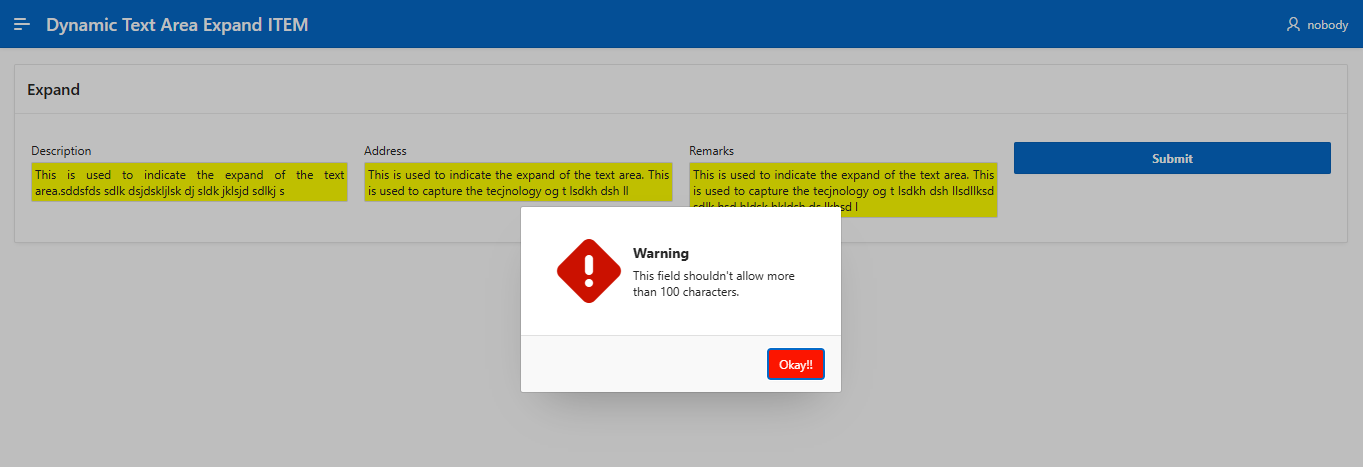 Dynamic Text Area Expand ITEM
nobody
Expand
Description
This is used to indicate the expand of the text
area.sddsfds sdlk dsjdskljlsk dj sldk jklsjd sdlkj s
Address
This is used to indicate the expand of the text area. This
is used to capture the tecjnology og t lsdkh dsh ll
Remarks
This is used to indicate the expand of the text area. This
is used to capture the tecjnology og t lsdkh dsh llsdllksd
Submit
Warning
This field shouldn't allow more
than 100 characters.
Okay!!